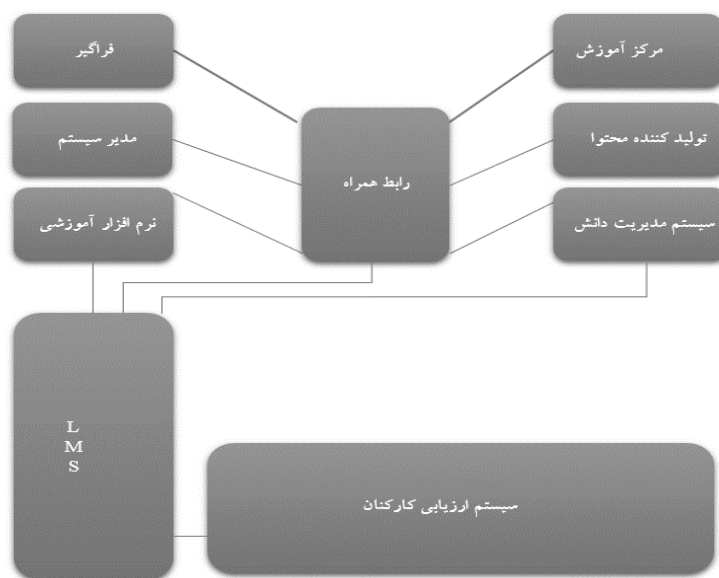 مرکز آموزش
فراگیر
تولید کننده محتوا
مدیر سیستم
رابط همراه
سیستم مدیریت دانش
نرم افزار آموزشی
L
M
S
سیستم ارزیابی کارکنان